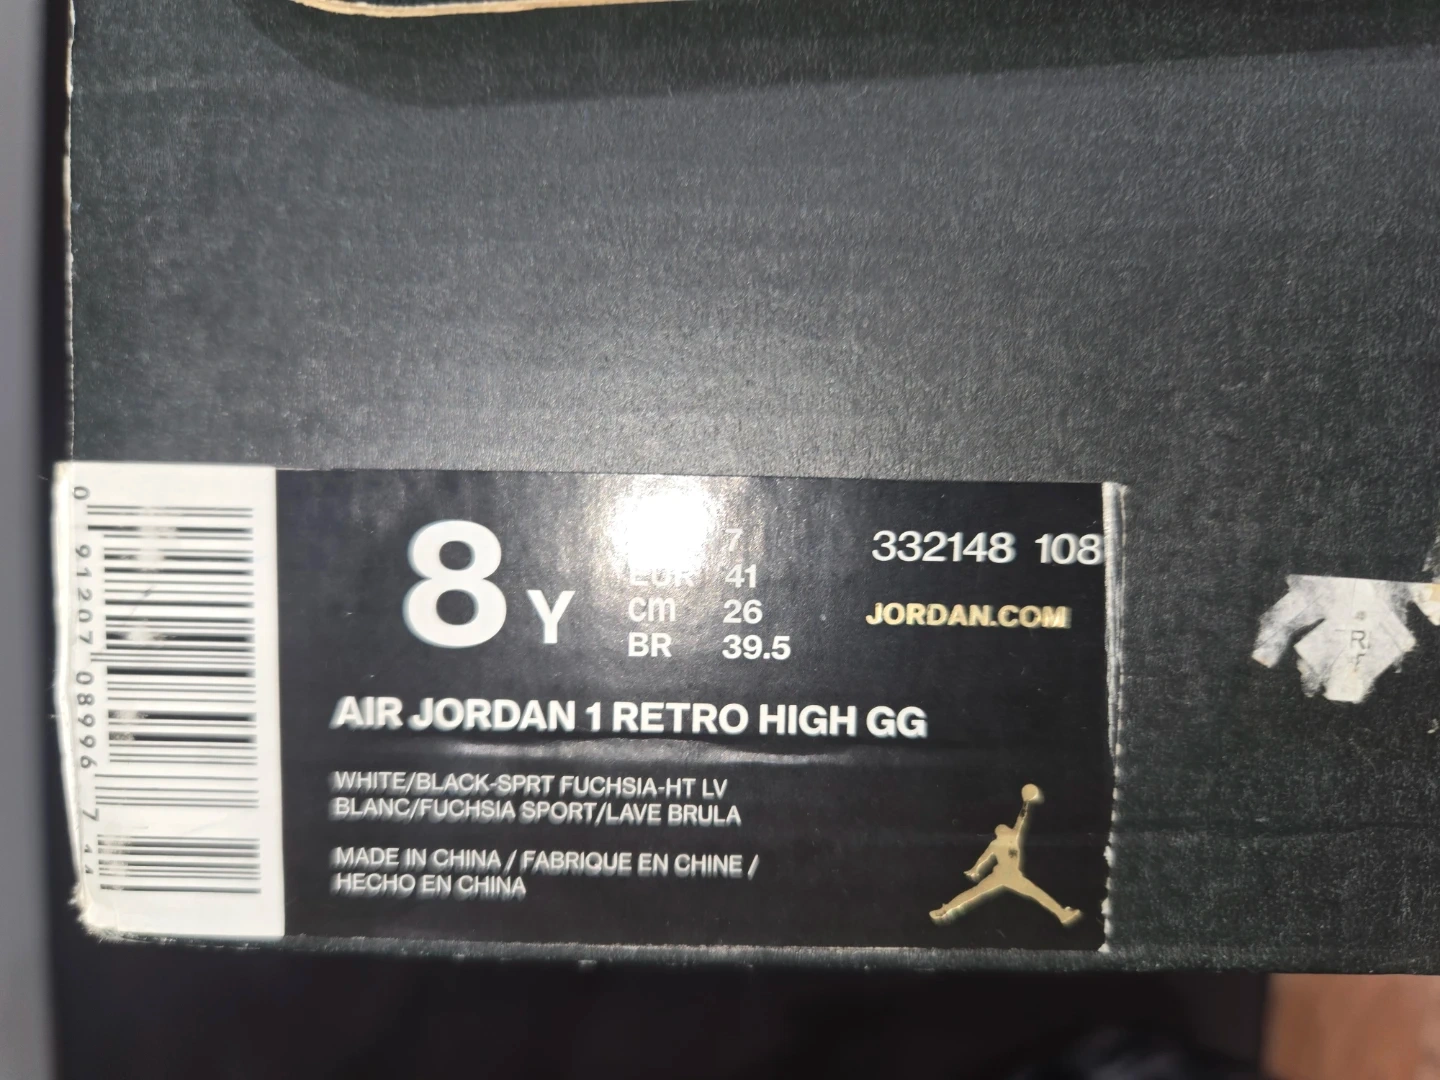 0 91207 08996 7 44
8 Y
7
EUR 41
cm 26
BR 39.5
332148 108
JORDAN.COM
AIR JORDAN 1 RETRO HIGH GG
WHITE/BLACK-SPRT FUCHSIA-HT LV
BLANC/FUCHSIA SPORT/LAVE BRULA
MADE IN CHINA / FABRIQUE EN CHINE /
HECHO EN CHINA